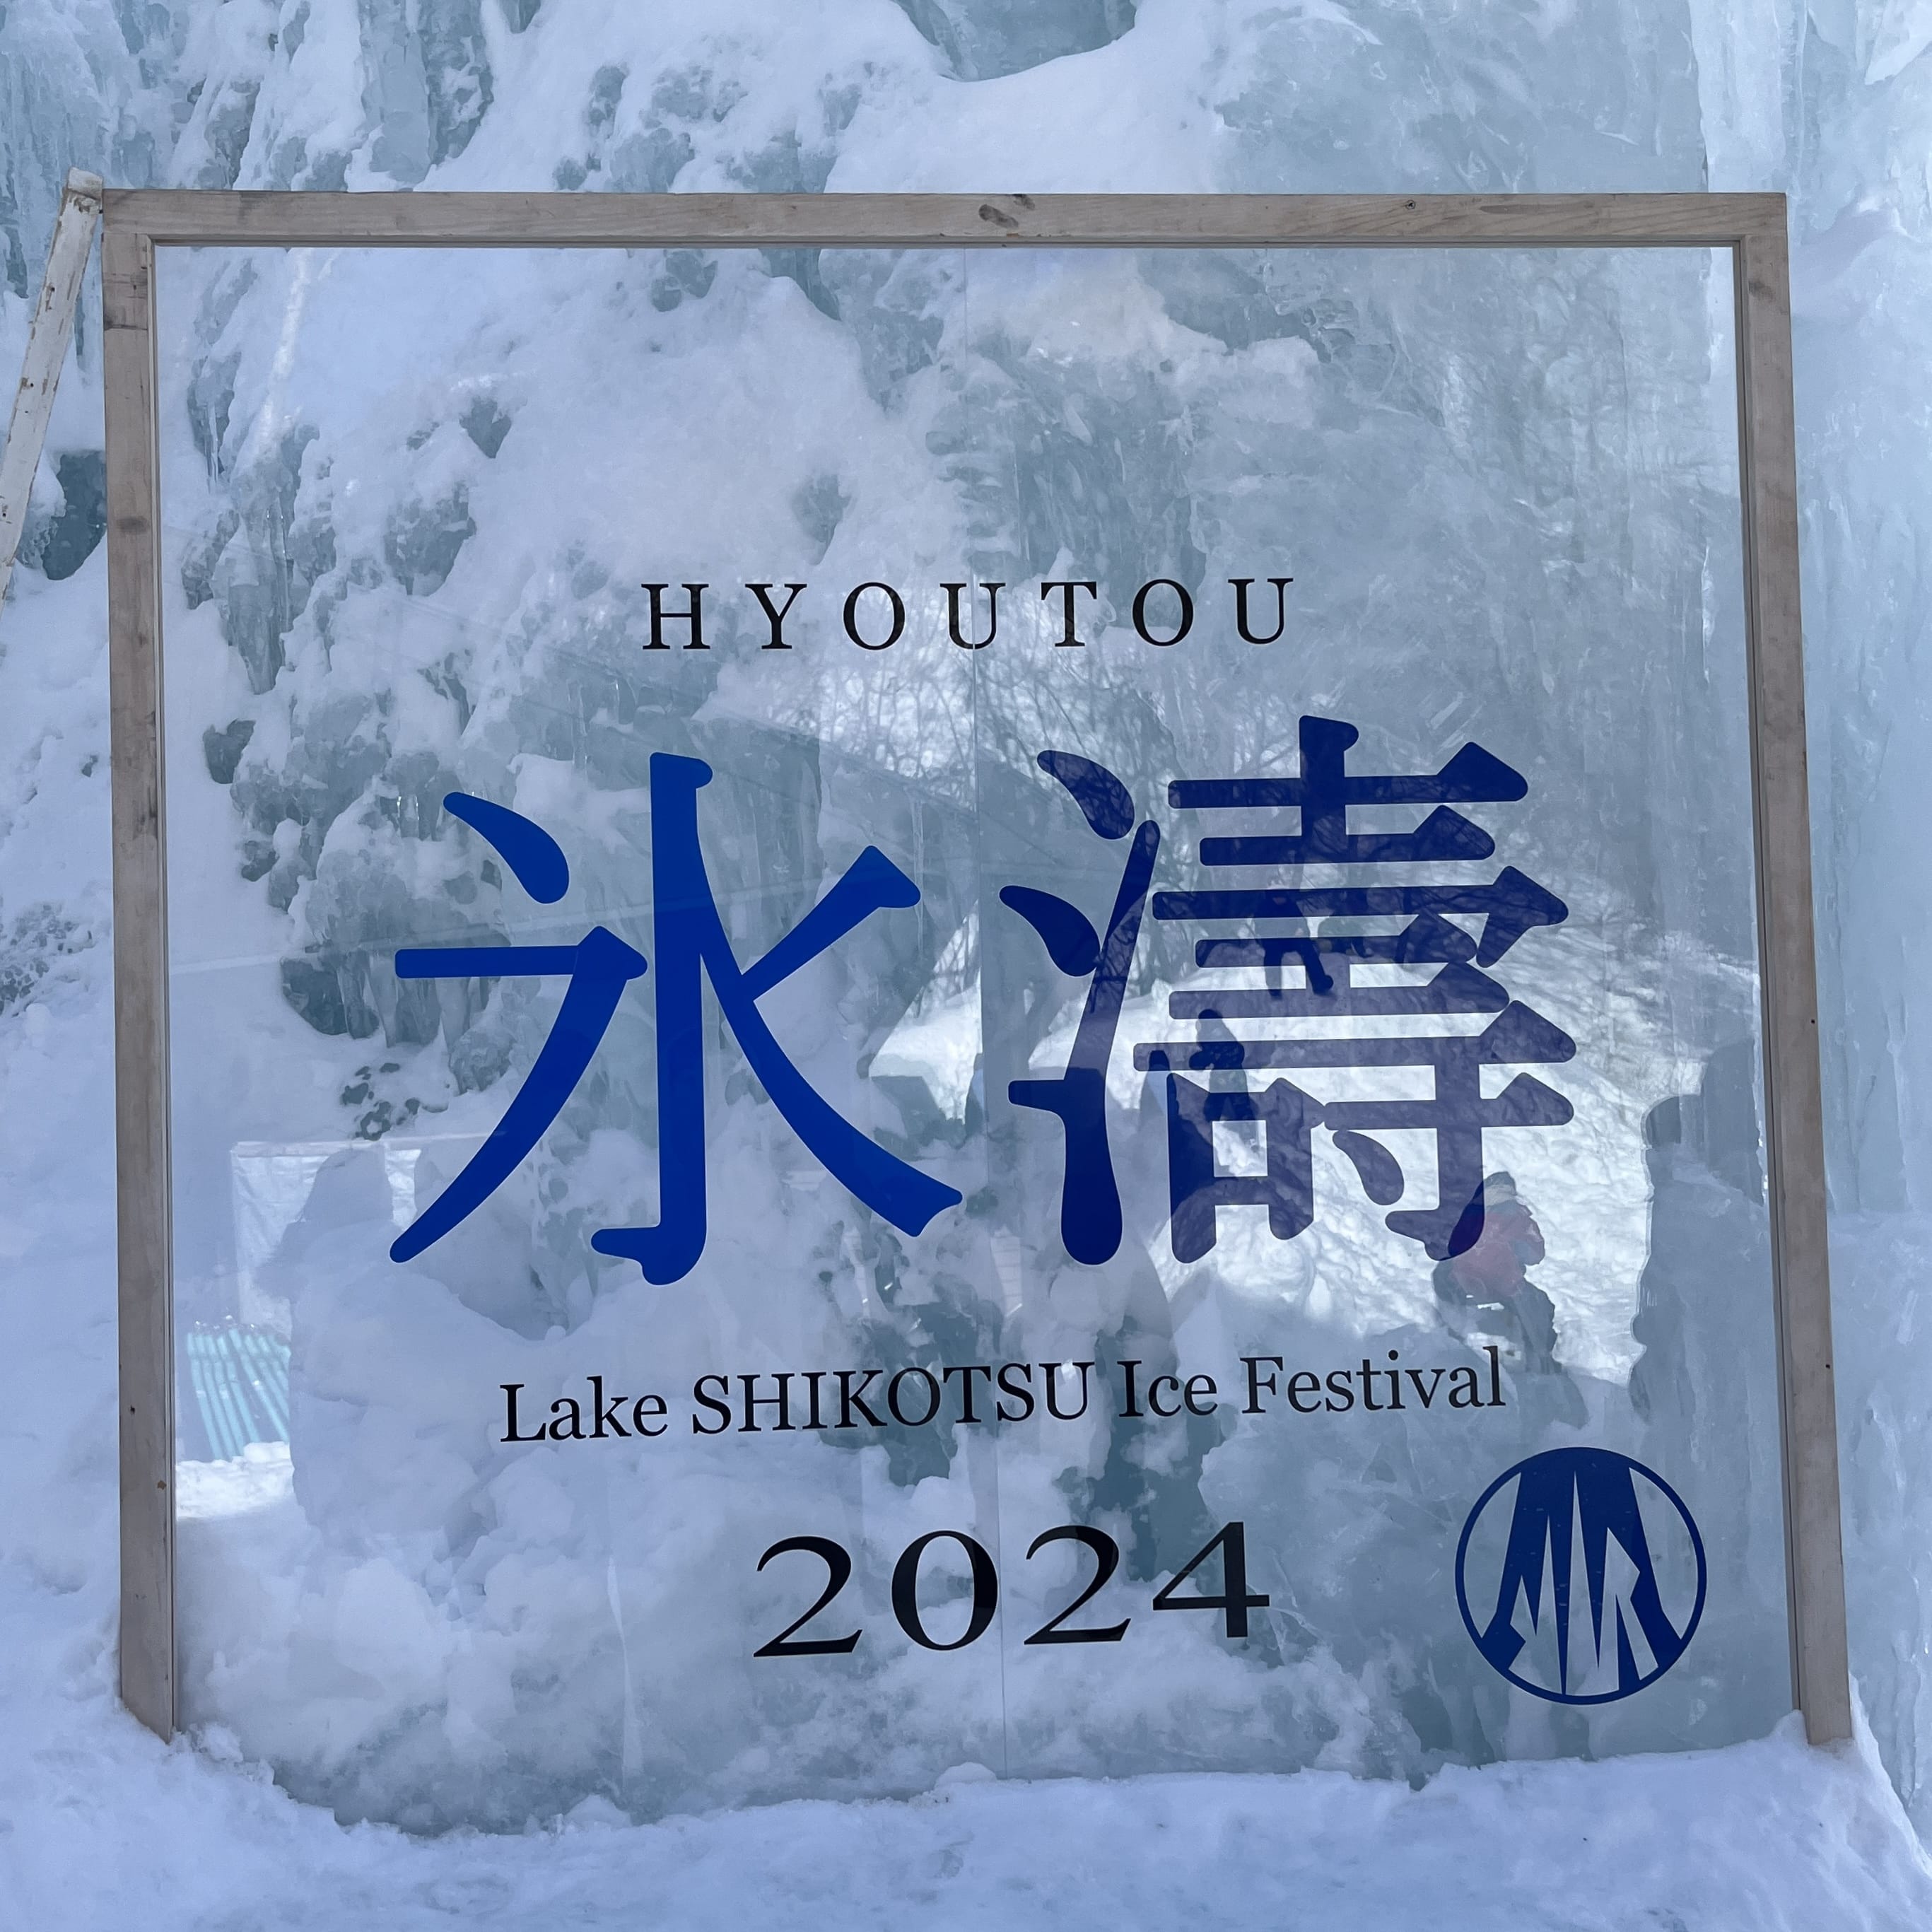 HYOUTOU
氷濤
Lake SHIKOTSU Ice Festival
2024